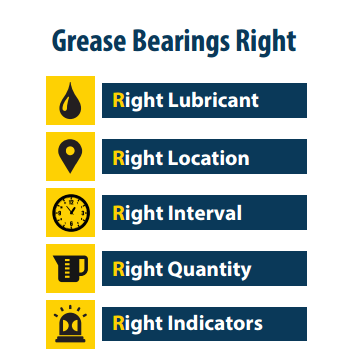 Grease Bearings Right
Right Lubricant
Right Location
Right Interval
Right Quantity
Right Indicators